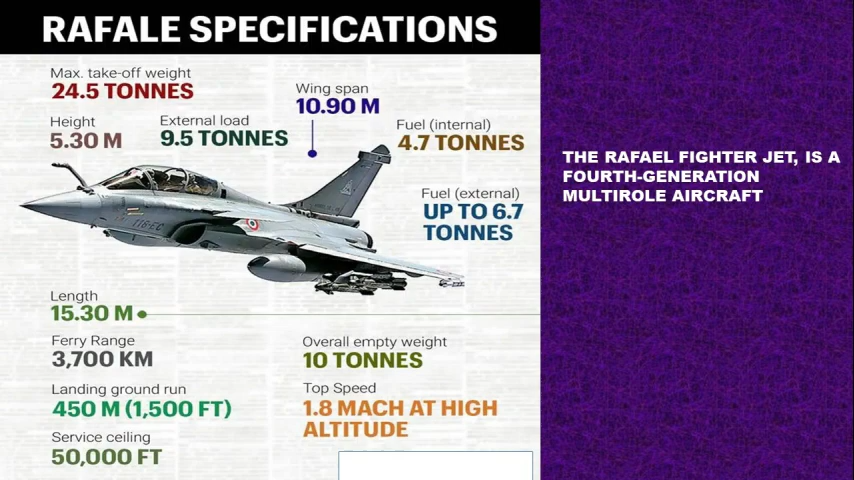 RAFALE SPECIFICATIONS
Max. take-off weight
24.5 TONNES
Wing span
10.90 M
Height
5.30 M
External load
9.5 TONNES
Fuel (internal)
4.7 TONNES
Fuel (external)
UP TO 6.7
TONNES
Length
15.30 M
Ferry Range
3,700 KM
Overall empty weight
10 TONNES
Landing ground run
450 M (1,500 FT)
Top Speed
1.8 MACH AT HIGH
ALTITUDE
Service ceiling
50,000 FT
THE RAFAEL FIGHTER JET, IS A
FOURTH-GENERATION
MULTIROLE AIRCRAFT